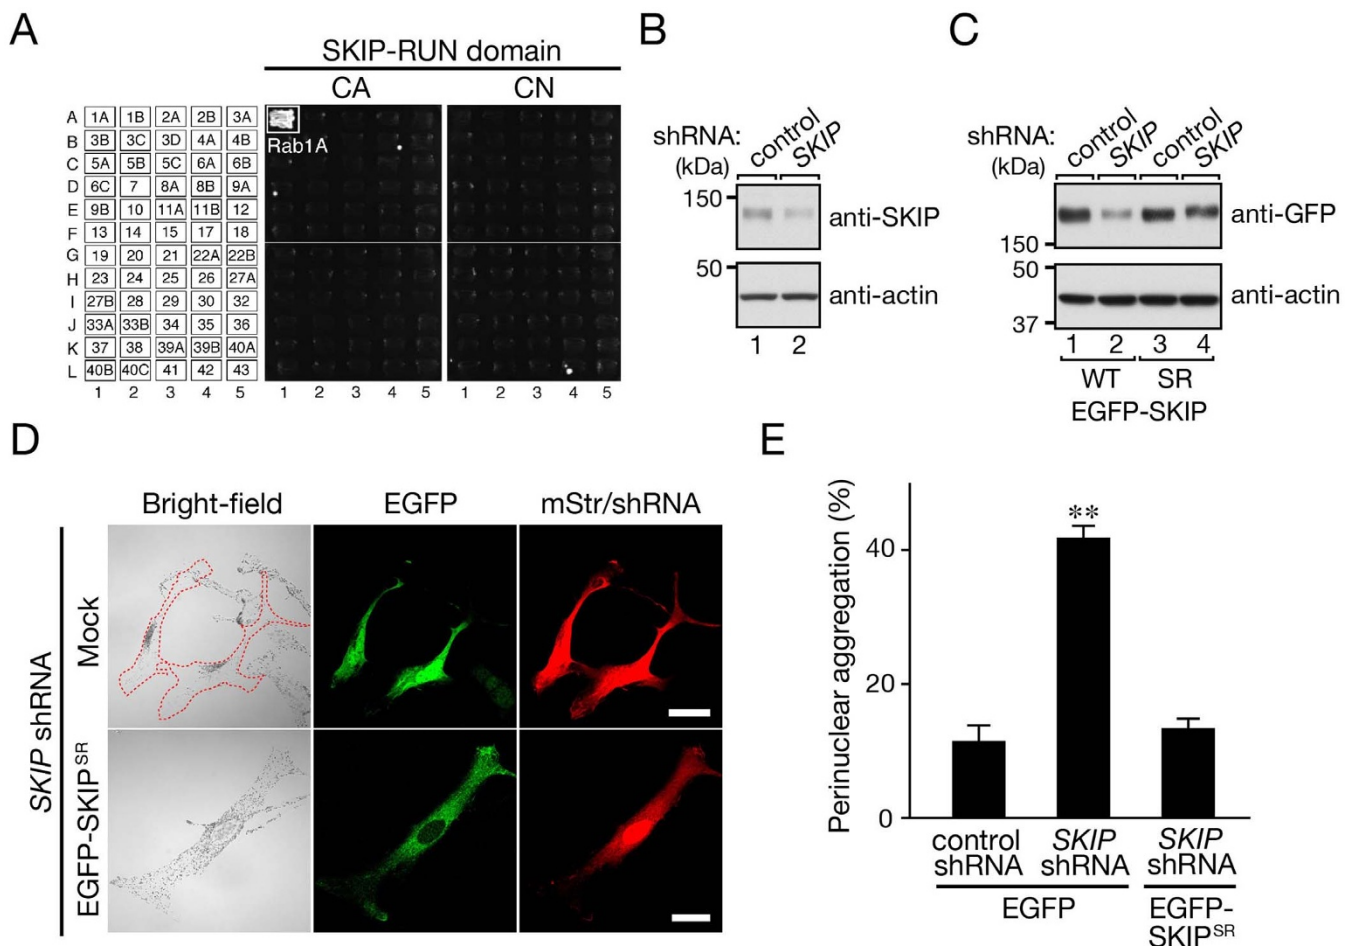 A
SKIP-RUN domain
CA CN
A 1A 1B 2A 2B 3A
B 3B 3C 3D 4A 4B
C 5A 5B 5C 6A 6B
D 6C 7 8A 8B 9A
E 9B 10 11A 11B 12
F 13 14 15 17 18
G 19 20 21 22A 22B
H 23 24 25 26 27A
I 27B 28 29 30 32
J 33A 33B 34 35 36
K 37 38 39A 39B 40A
L 40B 40C 41 42 43
1 2 3 4 5 1 2 3 4 5 1 2 3 4 5
Rab1A
B
shRNA: control SKIP
(kDa)
150
anti-SKIP
50
anti-actin
1 2
C
shRNA: control SKIP control SKIP
(kDa)
anti-GFP
150
50
anti-actin
37
1 2 3 4
WT SR
EGFP-SKIP
D
Bright-field EGFP mStr/shRNA
SKIP shRNA
Mock
EGFP-SKIP^SR
E
Perinuclear aggregation (%)
40
20
0
**
control shRNA
SKIP shRNA
SKIP shRNA
EGFP
EGFP-
SKIP^SR